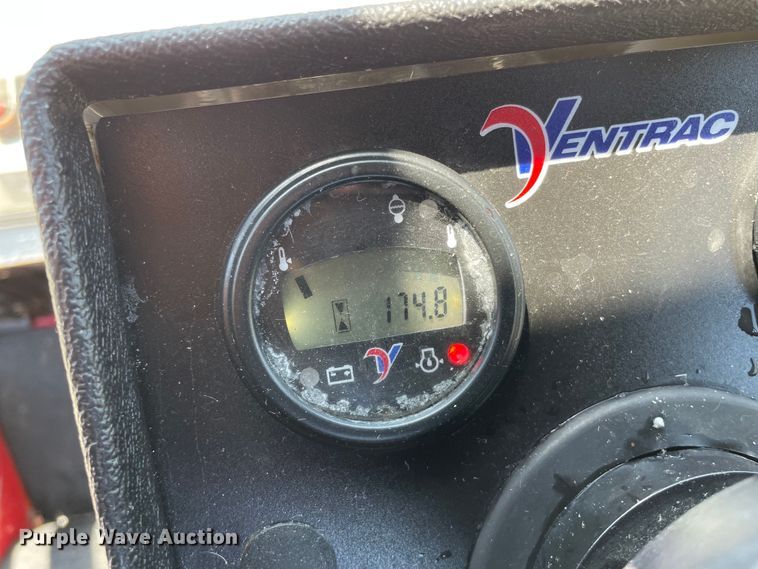 VENTRAC
174.8
Purple Wave Auction